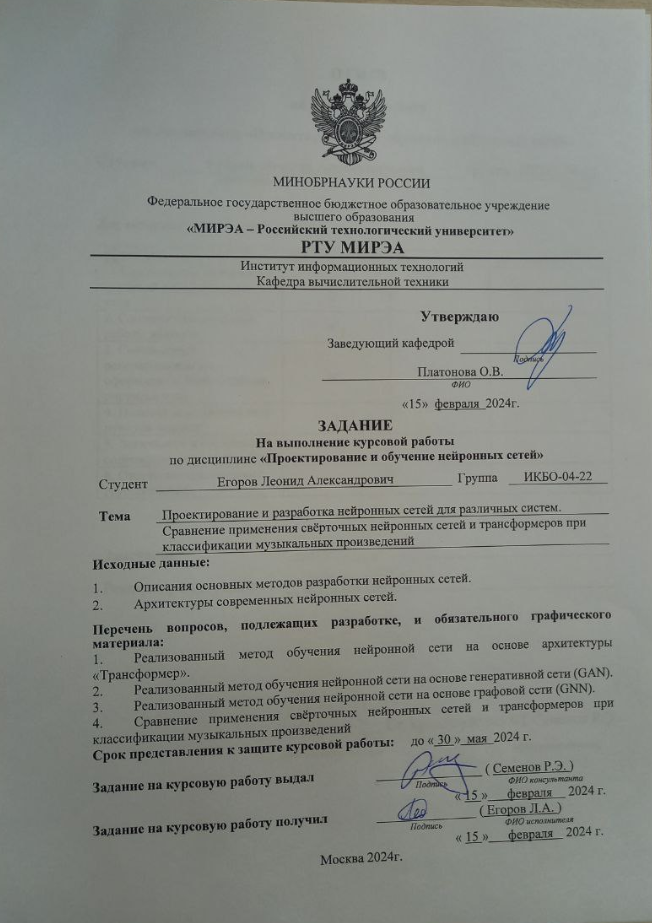 МИНОБРНАУКИ РОССИИ
Федеральное государственное бюджетное образовательное учреждение
высшего образования
«МИРЭА – Российский технологический университет»
РТУ МИРЭА
Институт информационных технологий
Кафедра вычислительной техники
Утверждаю
Заведующий кафедрой
Подпись
Платонова О.В.
ФИО
«15» февраля 2024г.
ЗАДАНИЕ
На выполнение курсовой работы
по дисциплине «Проектирование и обучение нейронных сетей»
Студент Егоров Леонид Александрович Группа ИКБО-04-22
Тема Проектирование и разработка нейронных сетей для различных систем.
Сравнение применения свёрточных нейронных сетей и трансформеров при
классификации музыкальных произведений
Исходные данные:
1. Описания основных методов разработки нейронных сетей.
2. Архитектуры современных нейронных сетей.
Перечень вопросов, подлежащих разработке, и обязательного графического
материала:
1. Реализованный метод обучения нейронной сети на основе архитектуры
«Трансформер».
2. Реализованный метод обучения нейронной сети на основе генеративной сети (GAN).
3. Реализованный метод обучения нейронной сети на основе графовой сети (GNN).
4. Сравнение применения свёрточных нейронных сетей и трансформеров при
классификации музыкальных произведений
Срок представления к защите курсовой работы: до « 30 » мая 2024 г.
Задание на курсовую работу выдал ( Семенов Р.Э. )
Подпись ФИО консультанта
« 15 » февраля 2024 г.
Задание на курсовую работу получил ( Егоров Л.А. )
Подпись ФИО исполнителя
« 15 » февраля 2024 г.
Москва 2024г.